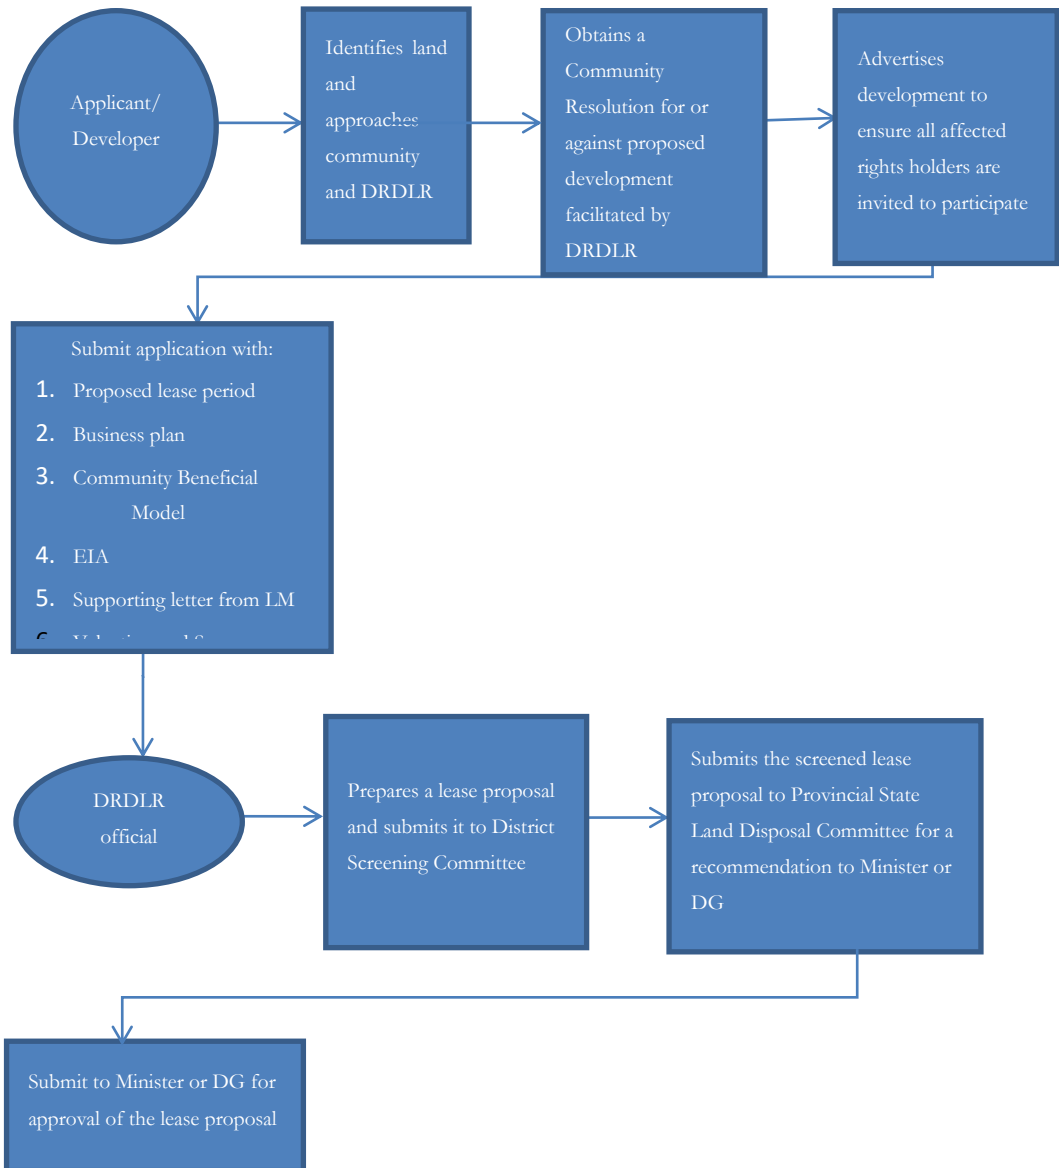 Applicant/
Developer
Identifies land
and
approaches
community
and DRDLR
Obtains a
Community
Resolution for or
against proposed
development
facilitated by
DRDLR
Advertises
development to
ensure all affected
rights holders are
invited to participate
Submit application with:
1. Proposed lease period
2. Business plan
3. Community Beneficial
Model
4. EIA
5. Supporting letter from LM
DRDLR
official
Prepares a lease proposal
and submits it to District
Screening Committee
Submits the screened lease
proposal to Provincial State
Land Disposal Committee for a
recommendation to Minister or
DG
Submit to Minister or DG for
approval of the lease proposal